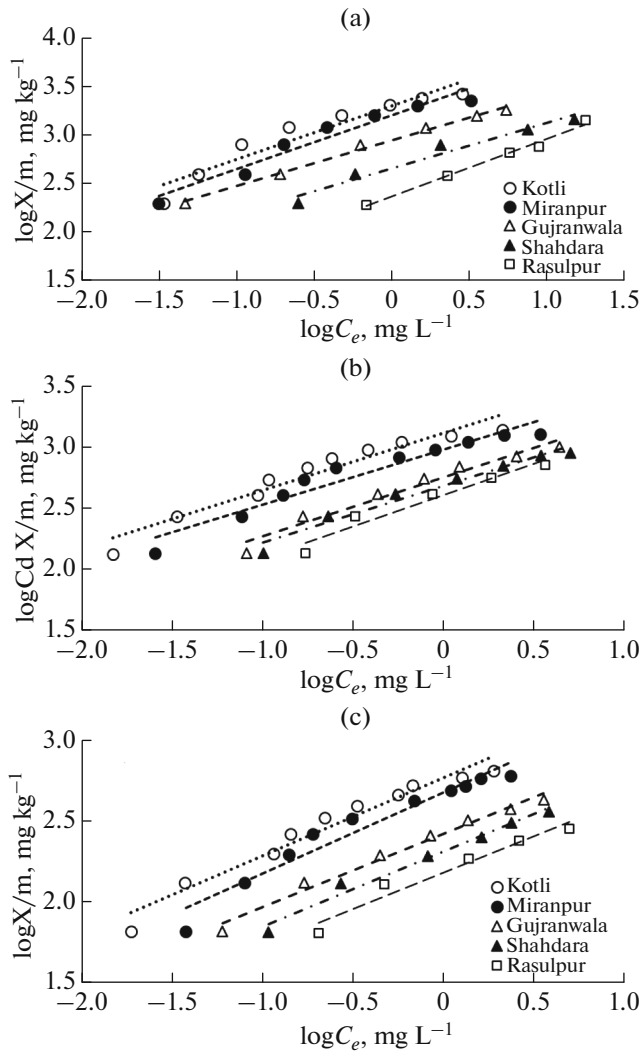 (a)
4.0
3.5
3.0
2.5
2.0
1.5
logX/m, mg kg⁻¹
Kotli
Miranpur
Gujranwala
Shahdara
Rasulpur
−2.0 −1.5 −1.0 −0.5 0 0.5 1.0 1.5
logCₑ, mg L⁻¹
(b)
3.5
3.0
2.5
2.0
1.5
logCd X/m, mg kg⁻¹
−2.0 −1.5 −1.0 −0.5 0 0.5 1.0
logCₑ, mg L⁻¹
(c)
3.0
2.5
2.0
1.5
1.0
logX/m, mg kg⁻¹
Kotli
Miranpur
Gujranwala
Shahdara
Rasulpur
−2.0 −1.5 −1.0 −0.5 0 0.5 1.0
logCₑ, mg L⁻¹